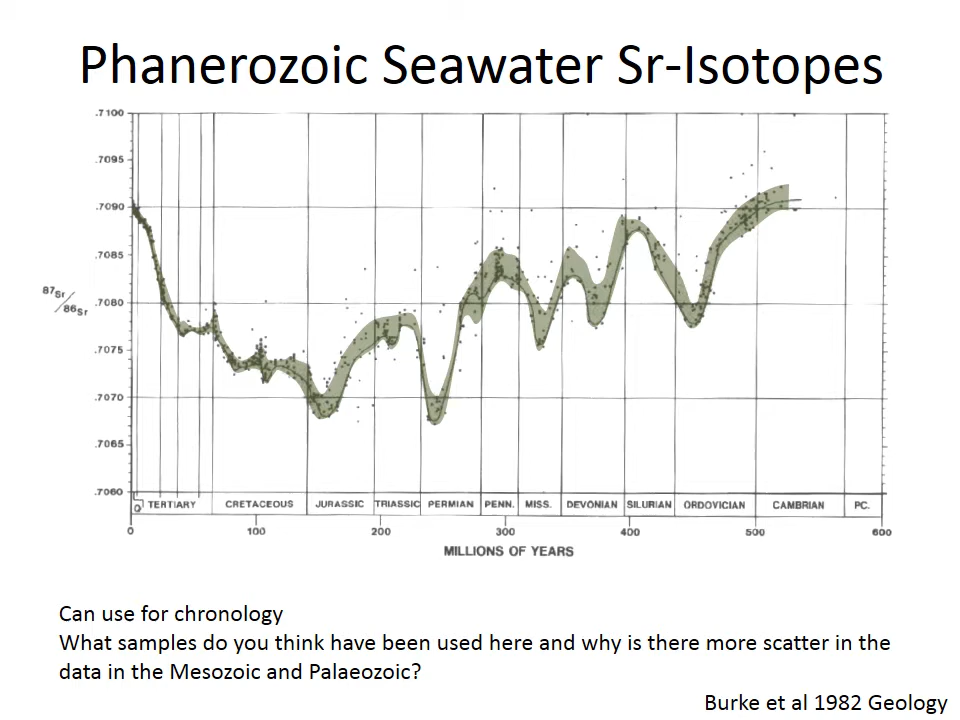 Phanerozoic Seawater Sr-Isotopes
.7100
.7095
.7090
.7085
87Sr/86Sr
.7080
.7075
.7070
.7065
.7060
Q TERTIARY CRETACEOUS JURASSIC TRIASSIC PERMIAN PENN. MISS. DEVONIAN SILURIAN ORDOVICIAN CAMBRIAN PC.
0 100 200 300 400 500 600
MILLIONS OF YEARS
Can use for chronology
What samples do you think have been used here and why is there more scatter in the
data in the Mesozoic and Palaeozoic?
Burke et al 1982 Geology